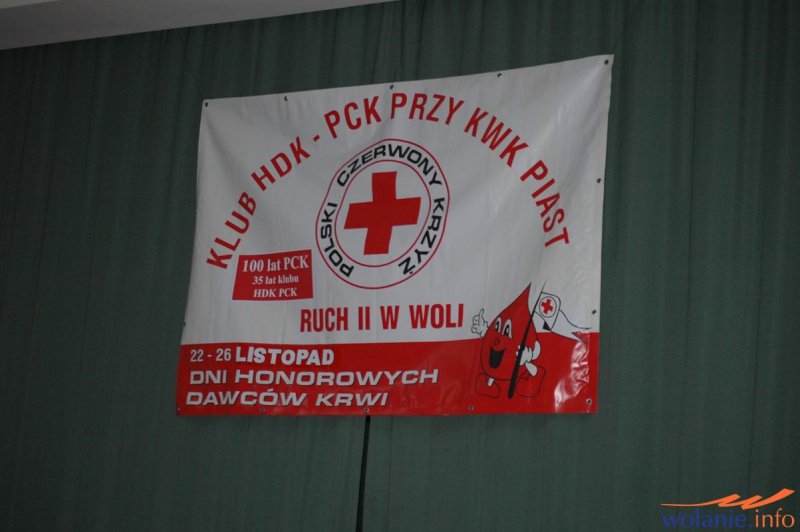 KLUB HDK - PCK PRZY KWK PIAST
POLSKI CZERWONY KRZYŻ
100 lat PCK
35 lat klubu
HDK PCK
RUCH II W WOLI
22 - 26 LISTOPAD
DNI HONOROWYCH
DAWCÓW KRWI
wolanie.info